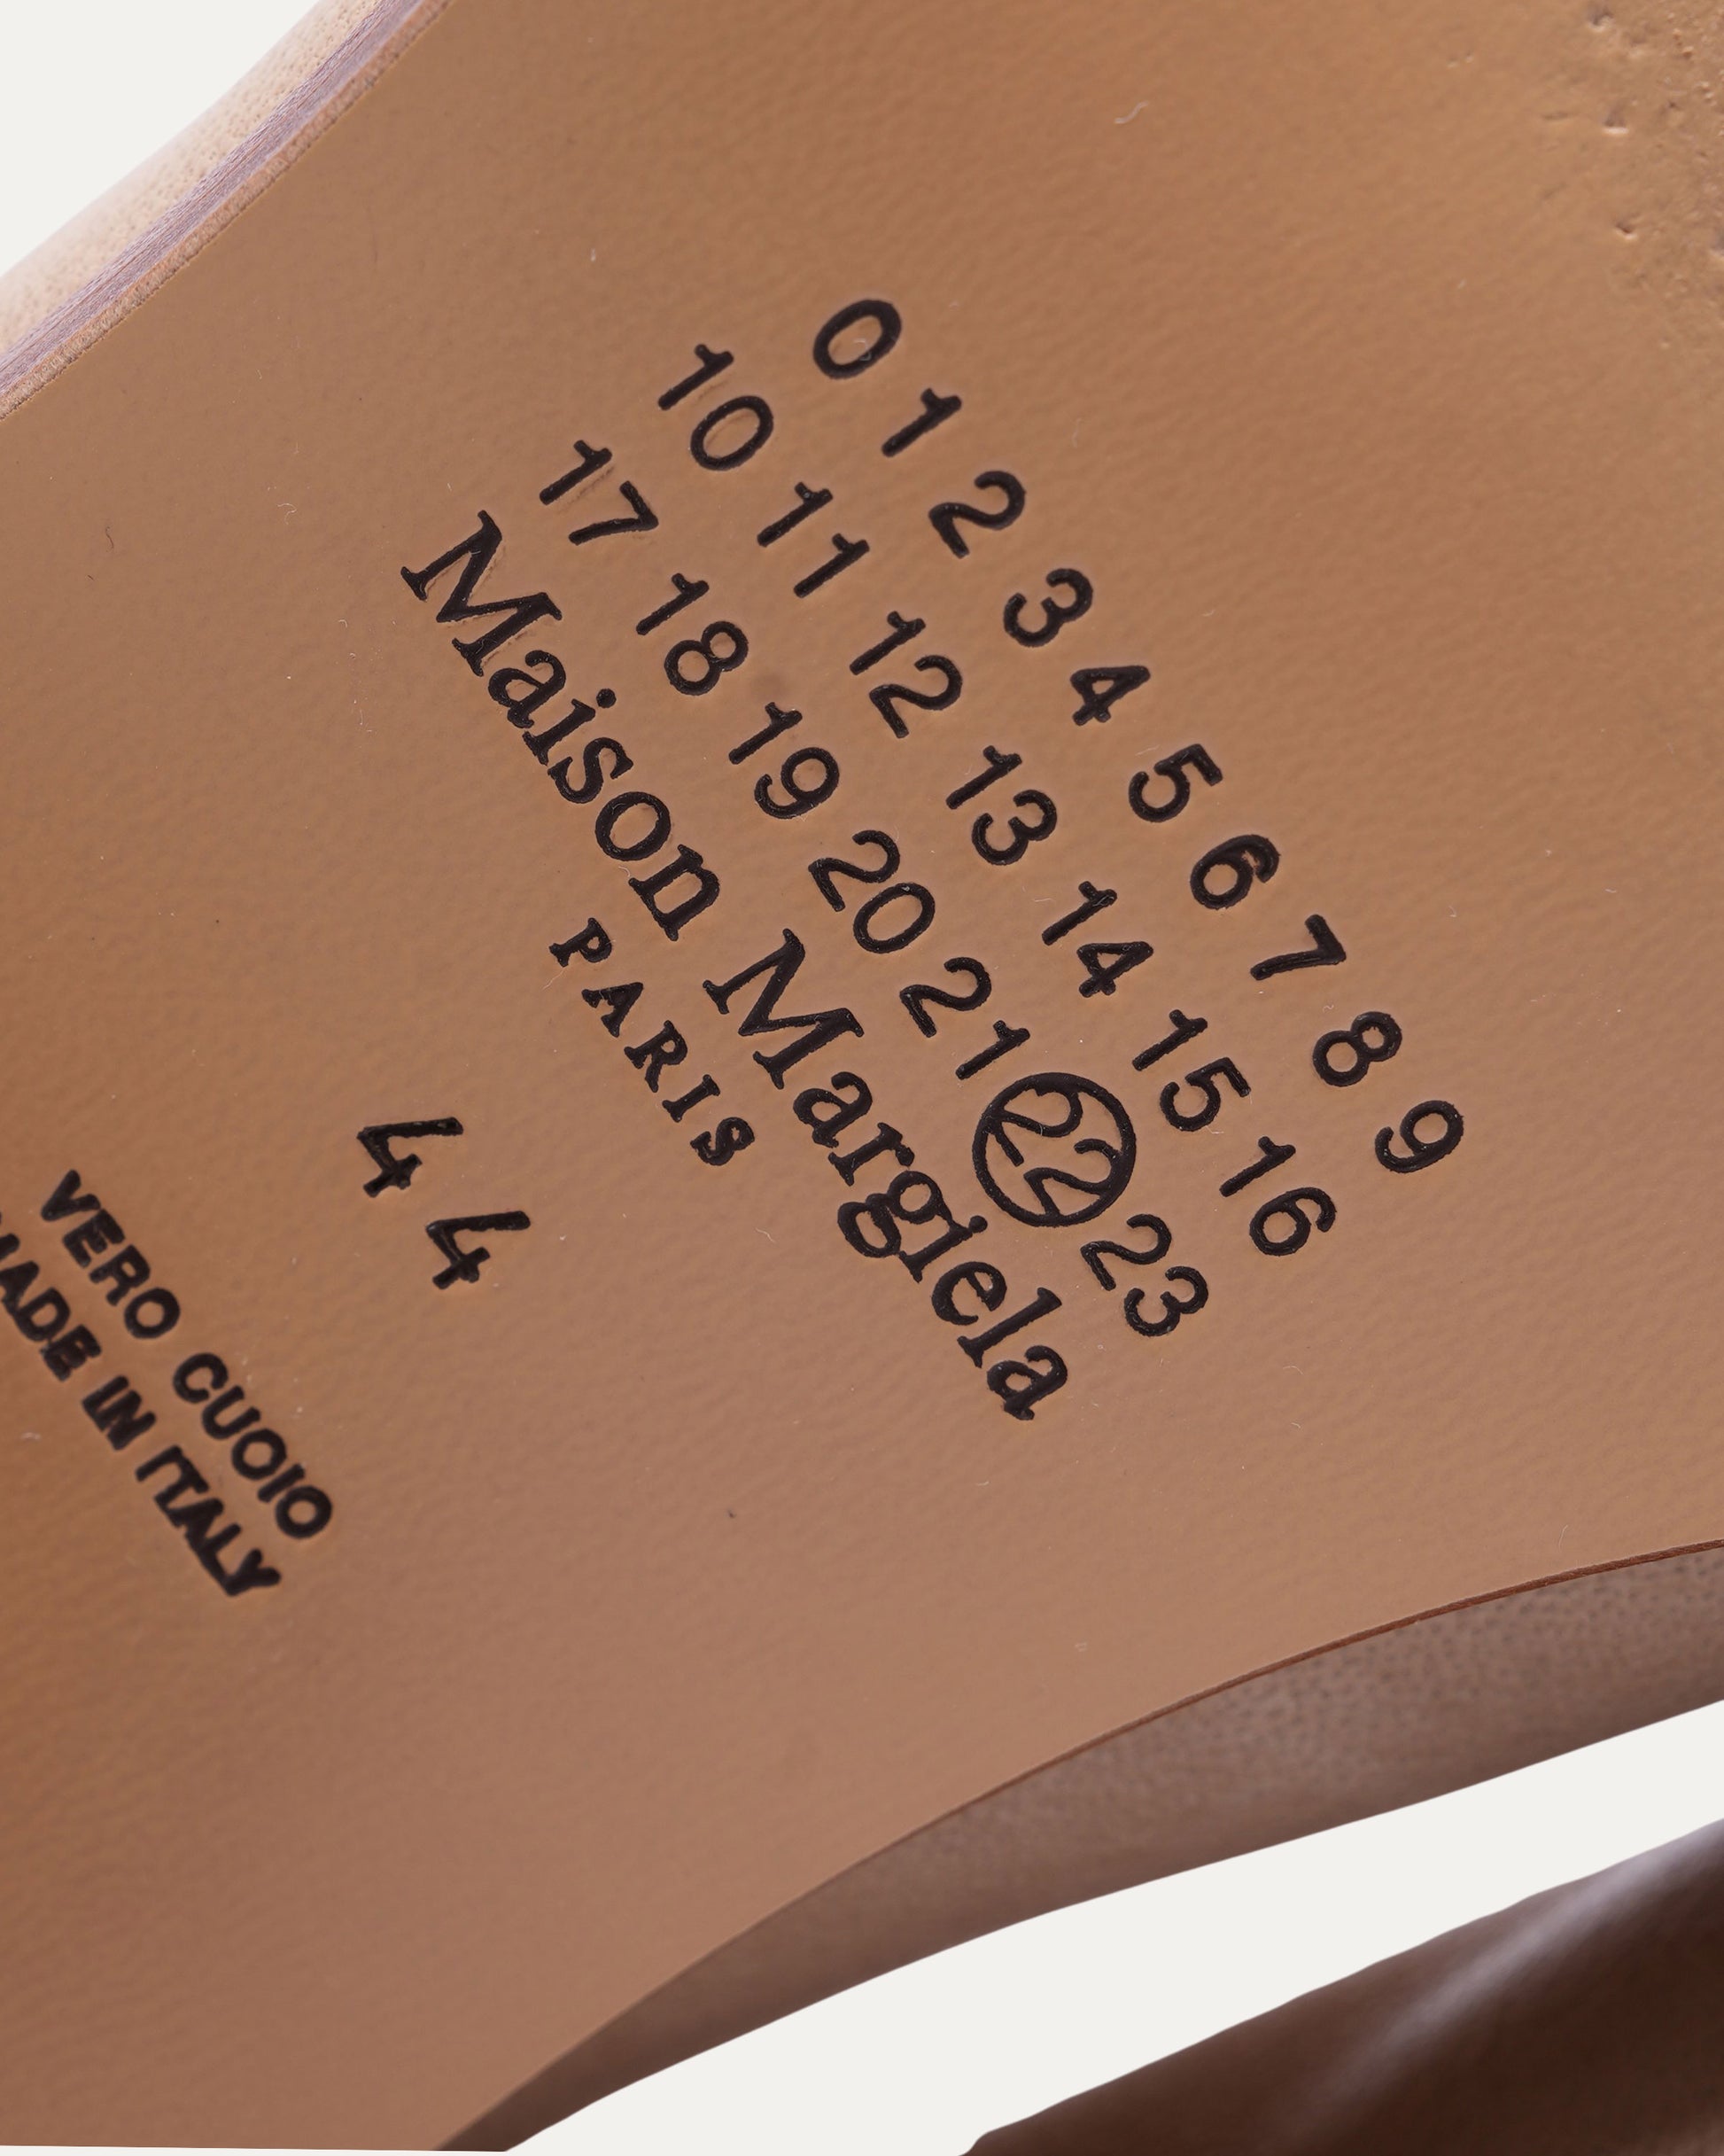 0 1 2 3 4 5 6 7 8 9
10 11 12 13 14 15 16
17 18 19 20 21 22 23
Maison Margiela
PARIS
44
VERO CUOIO
MADE IN ITALY